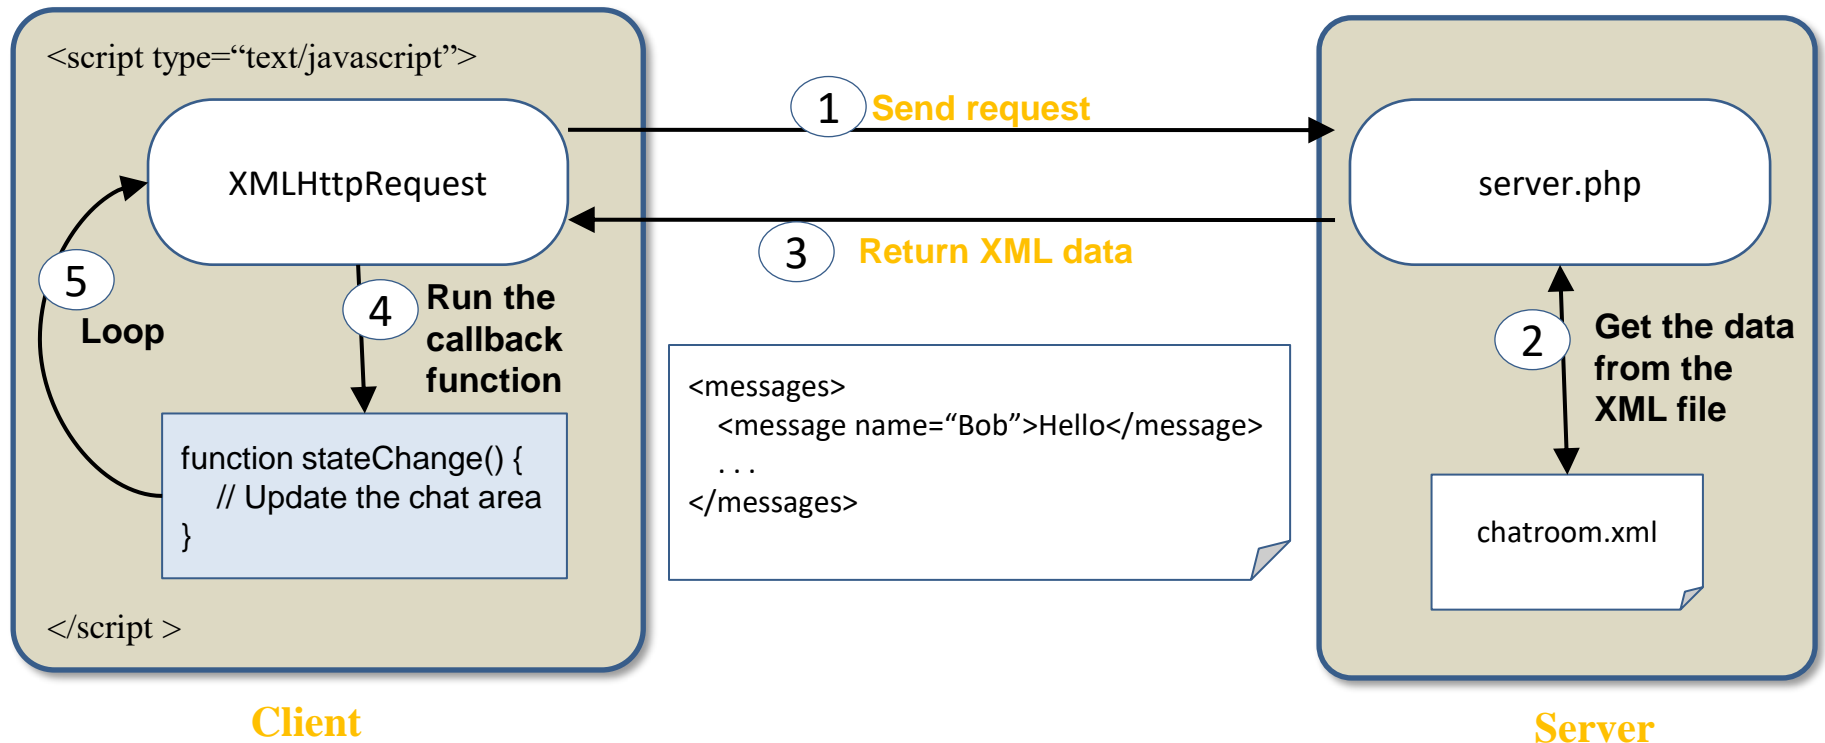 <script type=“text/javascript”>
XMLHttpRequest
5
Loop
4
Run the
callback
function
function stateChange() {
// Update the chat area
}
</script >
Client
1
Send request
3
Return XML data
<messages>
<message name=“Bob”>Hello</message>
. . .
</messages>
server.php
2
Get the data
from the
XML file
chatroom.xml
Server